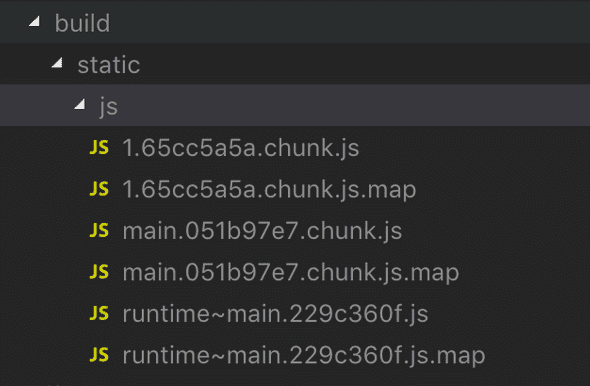 build
static
js
JS 1.65cc5a5a.chunk.js
JS 1.65cc5a5a.chunk.js.map
JS main.051b97e7.chunk.js
JS main.051b97e7.chunk.js.map
JS runtime~main.229c360f.js
JS runtime~main.229c360f.js.map